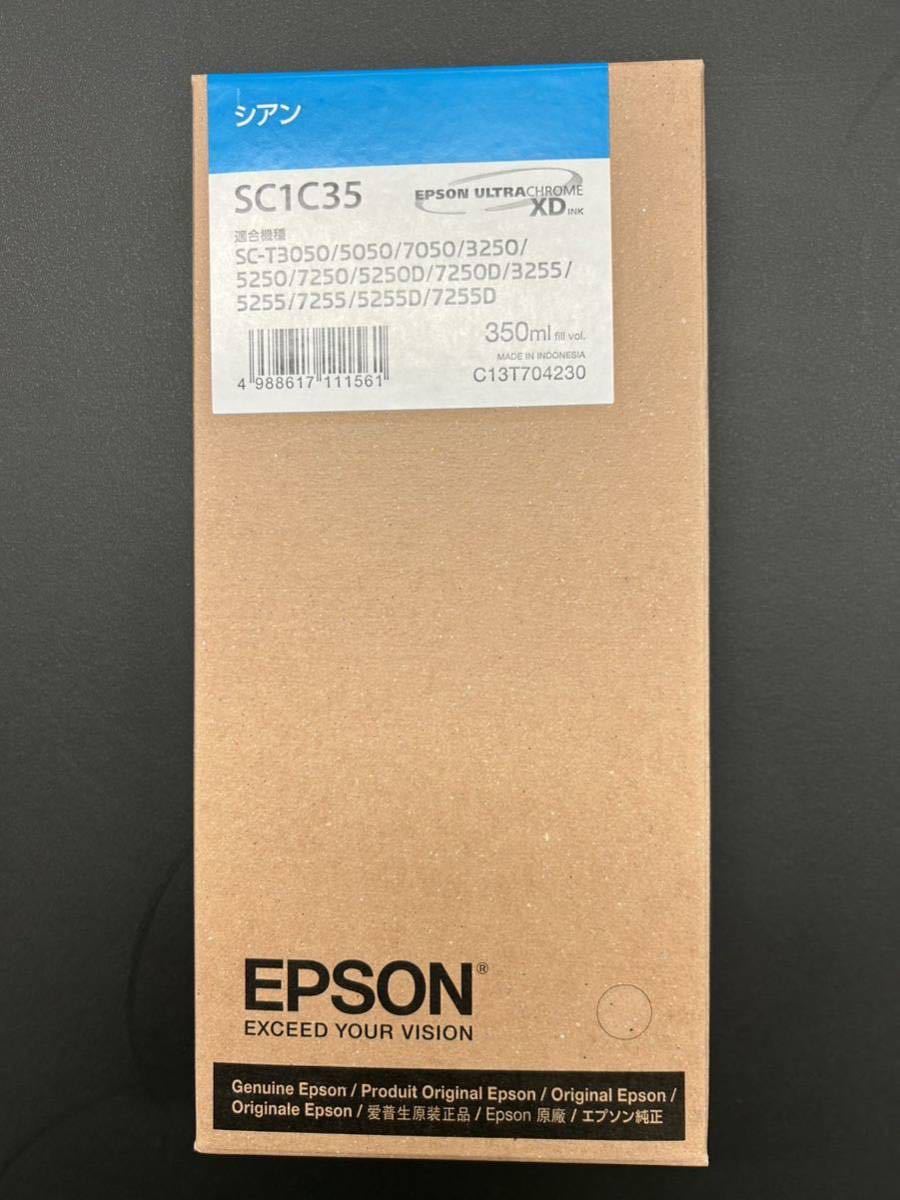 シアン
SC1C35
EPSON ULTRACHROME
XD INK
適合機種
SC-T3050/5050/7050/3250/
5250/7250/5250D/7250D/3255/
5255/7255/5255D/7255D
350ml fill vol.
MADE IN INDONESIA
4 988617 111561
C13T704230
EPSON®
EXCEED YOUR VISION
Genuine Epson / Produit Original Epson / Original Epson /
Originale Epson / 爱普生原装正品 / Epson 原廠 / エプソン純正